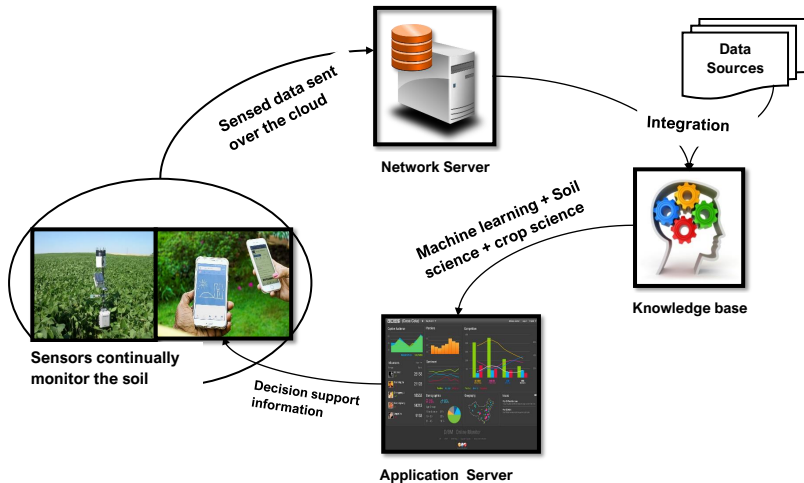 Data
Sources
Sensed data sent
over the cloud
Network Server
Integration
Machine learning + Soil
science + crop science
Knowledge base
Sensors continually
monitor the soil
Decision support
information
Application Server